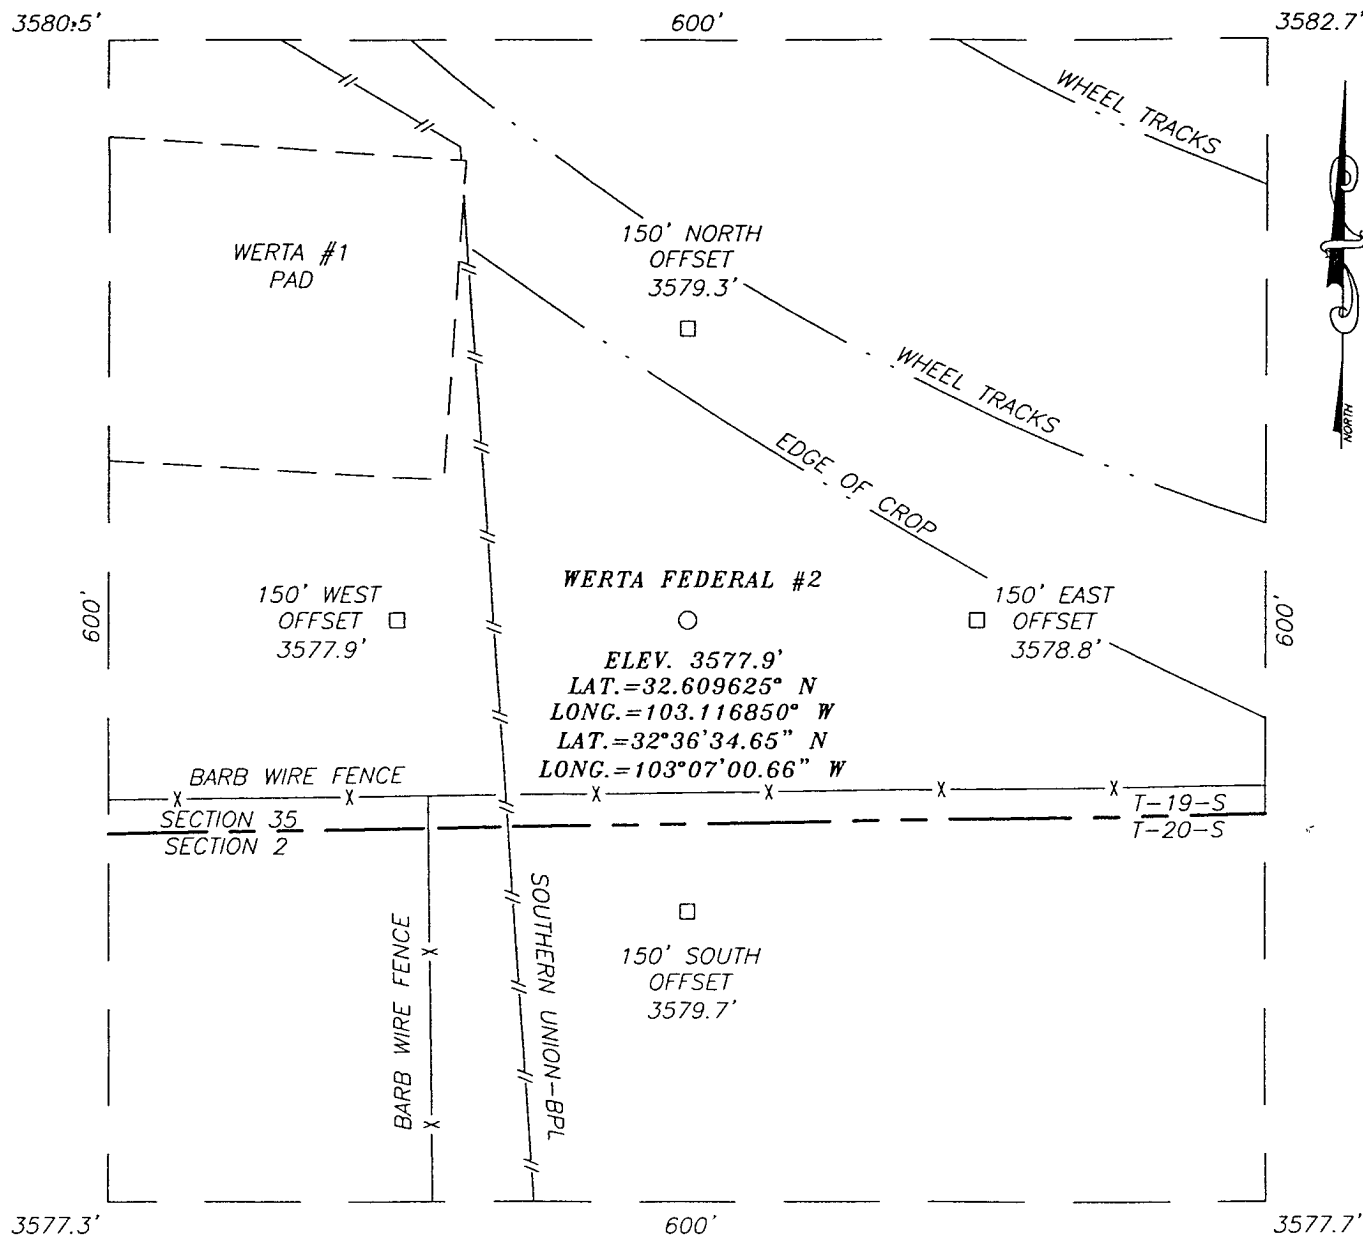 3580.5'
600'
3582.7'
WHEEL TRACKS
WERTA #1
PAD
150' NORTH
OFFSET
3579.3'
NORTH
WHEEL TRACKS
EDGE OF CROP
WERTA FEDERAL #2
150' WEST
OFFSET
3577.9'
150' EAST
OFFSET
3578.8'
600'
600'
ELEV. 3577.9'
LAT.=32.609625° N
LONG.=103.116850° W
LAT.=32°36'34.65" N
LONG.=103°07'00.66" W
BARB WIRE FENCE
SECTION 35
T-19-S
SECTION 2
T-20-S
BARB WIRE FENCE
SOUTHERN UNION-BPL
150' SOUTH
OFFSET
3579.7'
3577.3'
600'
3577.7'